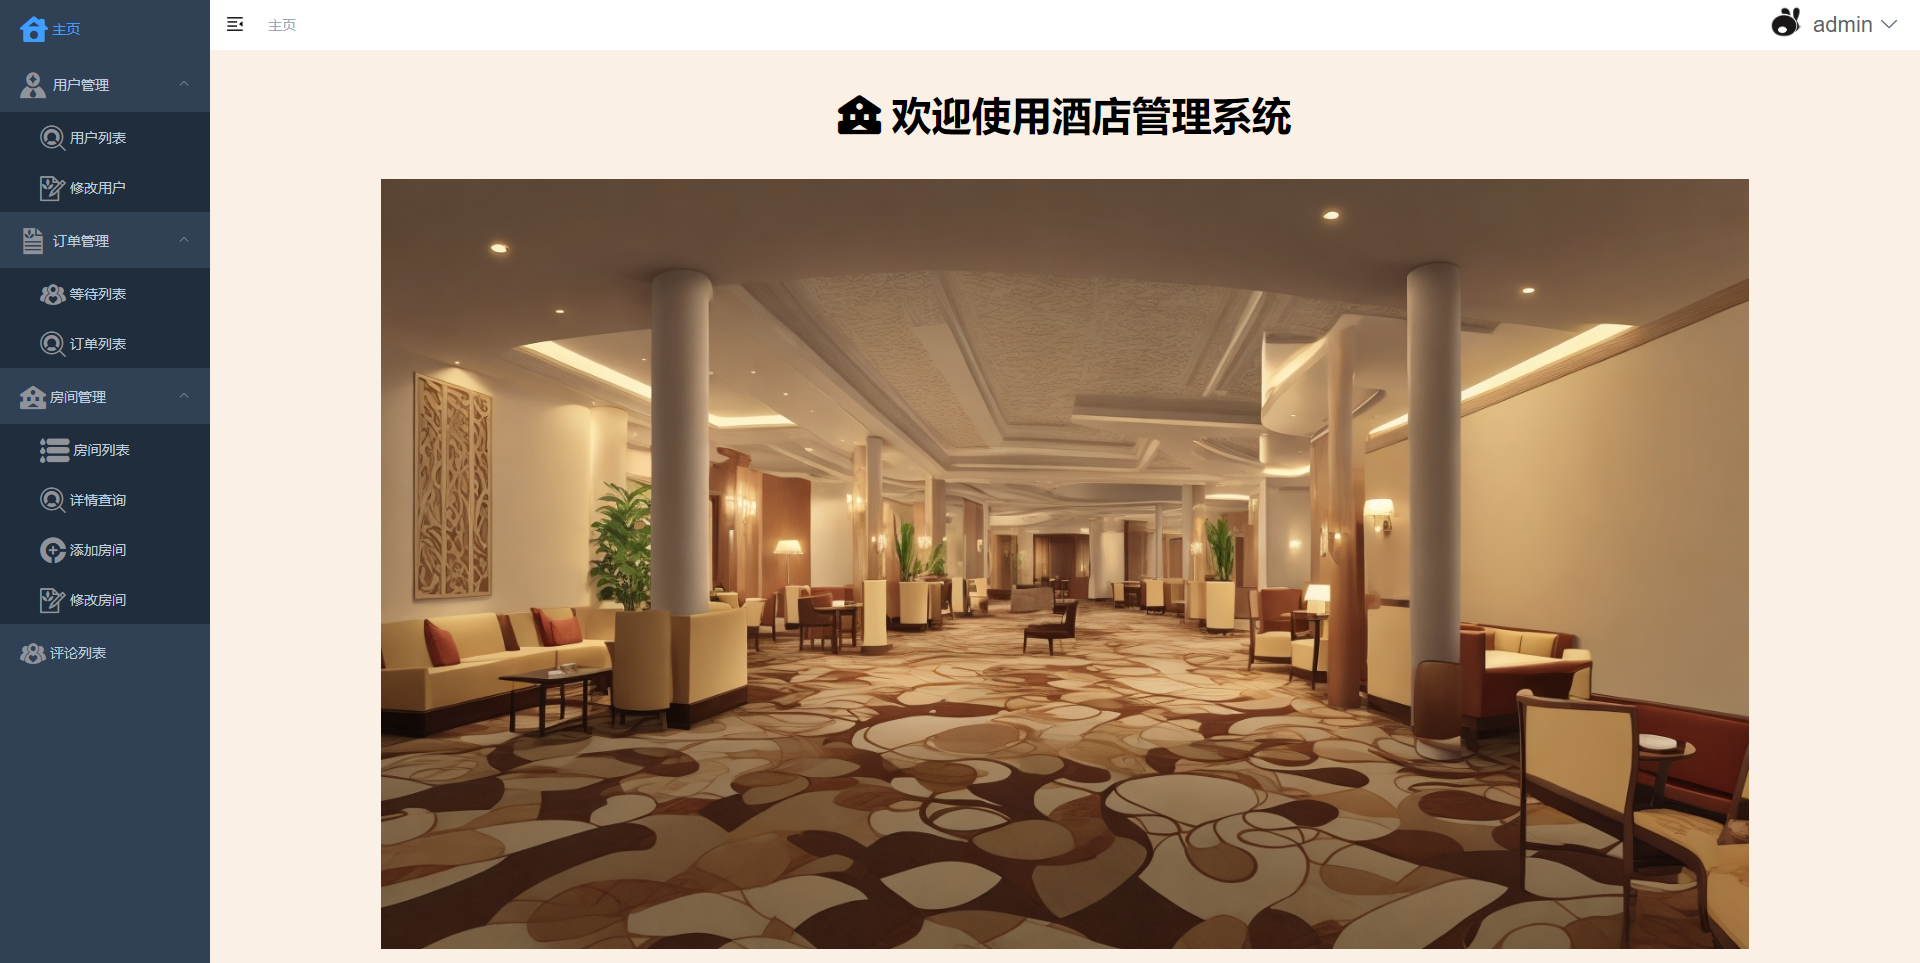 主页
用户管理
用户列表
修改用户
订单管理
等待列表
订单列表
房间管理
房间列表
详情查询
添加房间
修改房间
评论列表
主页
admin
欢迎使用酒店管理系统